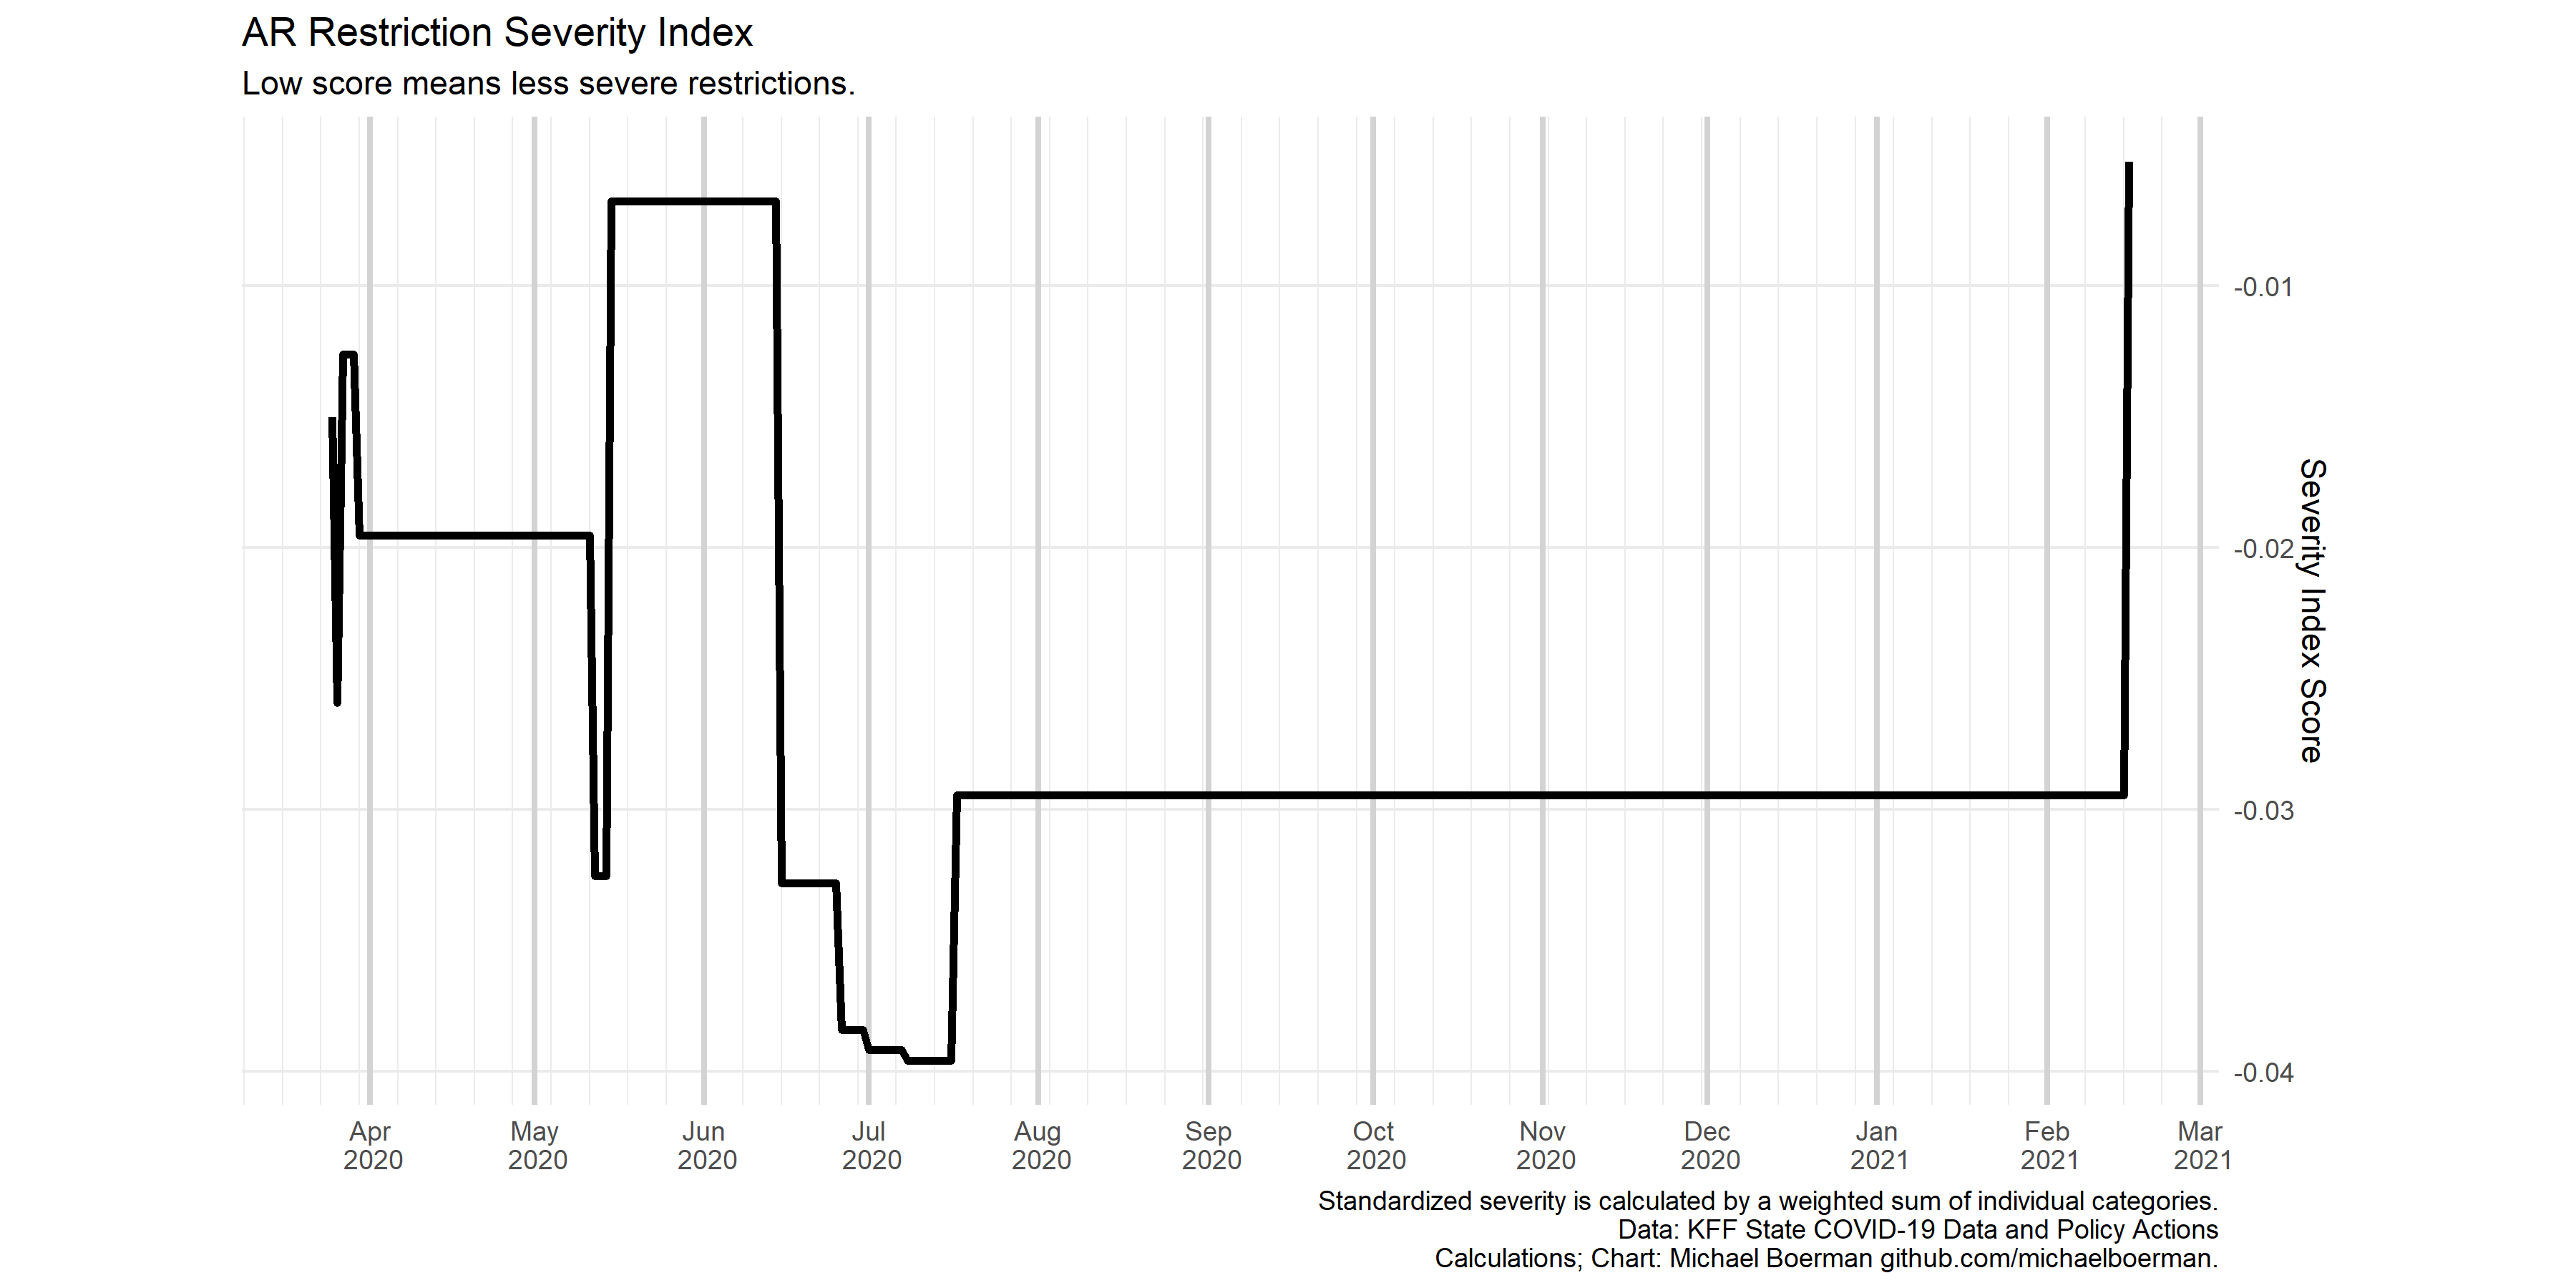 AR Restriction Severity Index
Low score means less severe restrictions.
-0.01
-0.02
-0.03
-0.04
Severity Index Score
Apr 2020
May 2020
Jun 2020
Jul 2020
Aug 2020
Sep 2020
Oct 2020
Nov 2020
Dec 2020
Jan 2021
Feb 2021
Mar 2021
Standardized severity is calculated by a weighted sum of individual categories.
Data: KFF State COVID-19 Data and Policy Actions
Calculations; Chart: Michael Boerman github.com/michaelboerman.